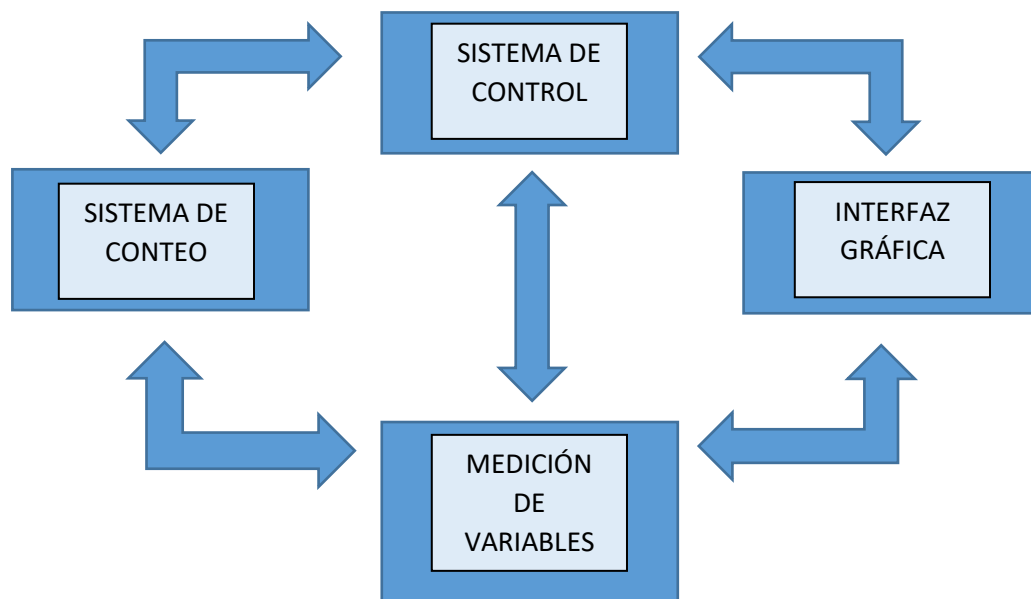 SISTEMA DE
CONTROL
SISTEMA DE
CONTEO
INTERFAZ
GRÁFICA
MEDICIÓN
DE
VARIABLES